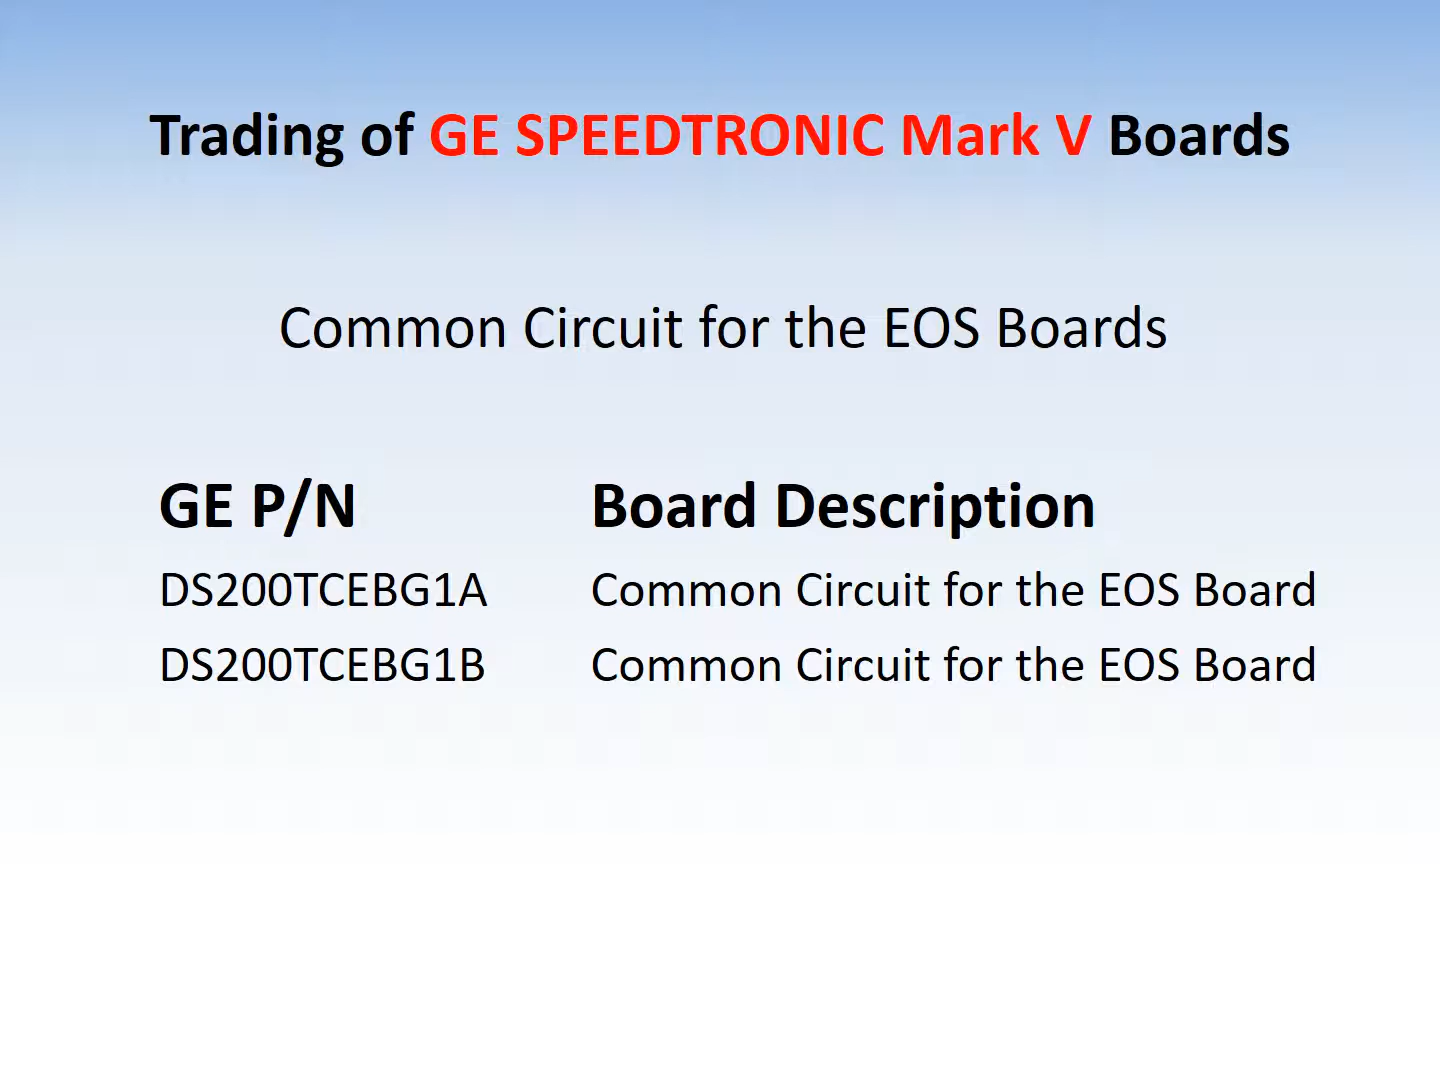 Trading of GE SPEEDTRONIC Mark V Boards
Common Circuit for the EOS Boards
GE P/N Board Description
DS200TCEBG1A Common Circuit for the EOS Board
DS200TCEBG1B Common Circuit for the EOS Board